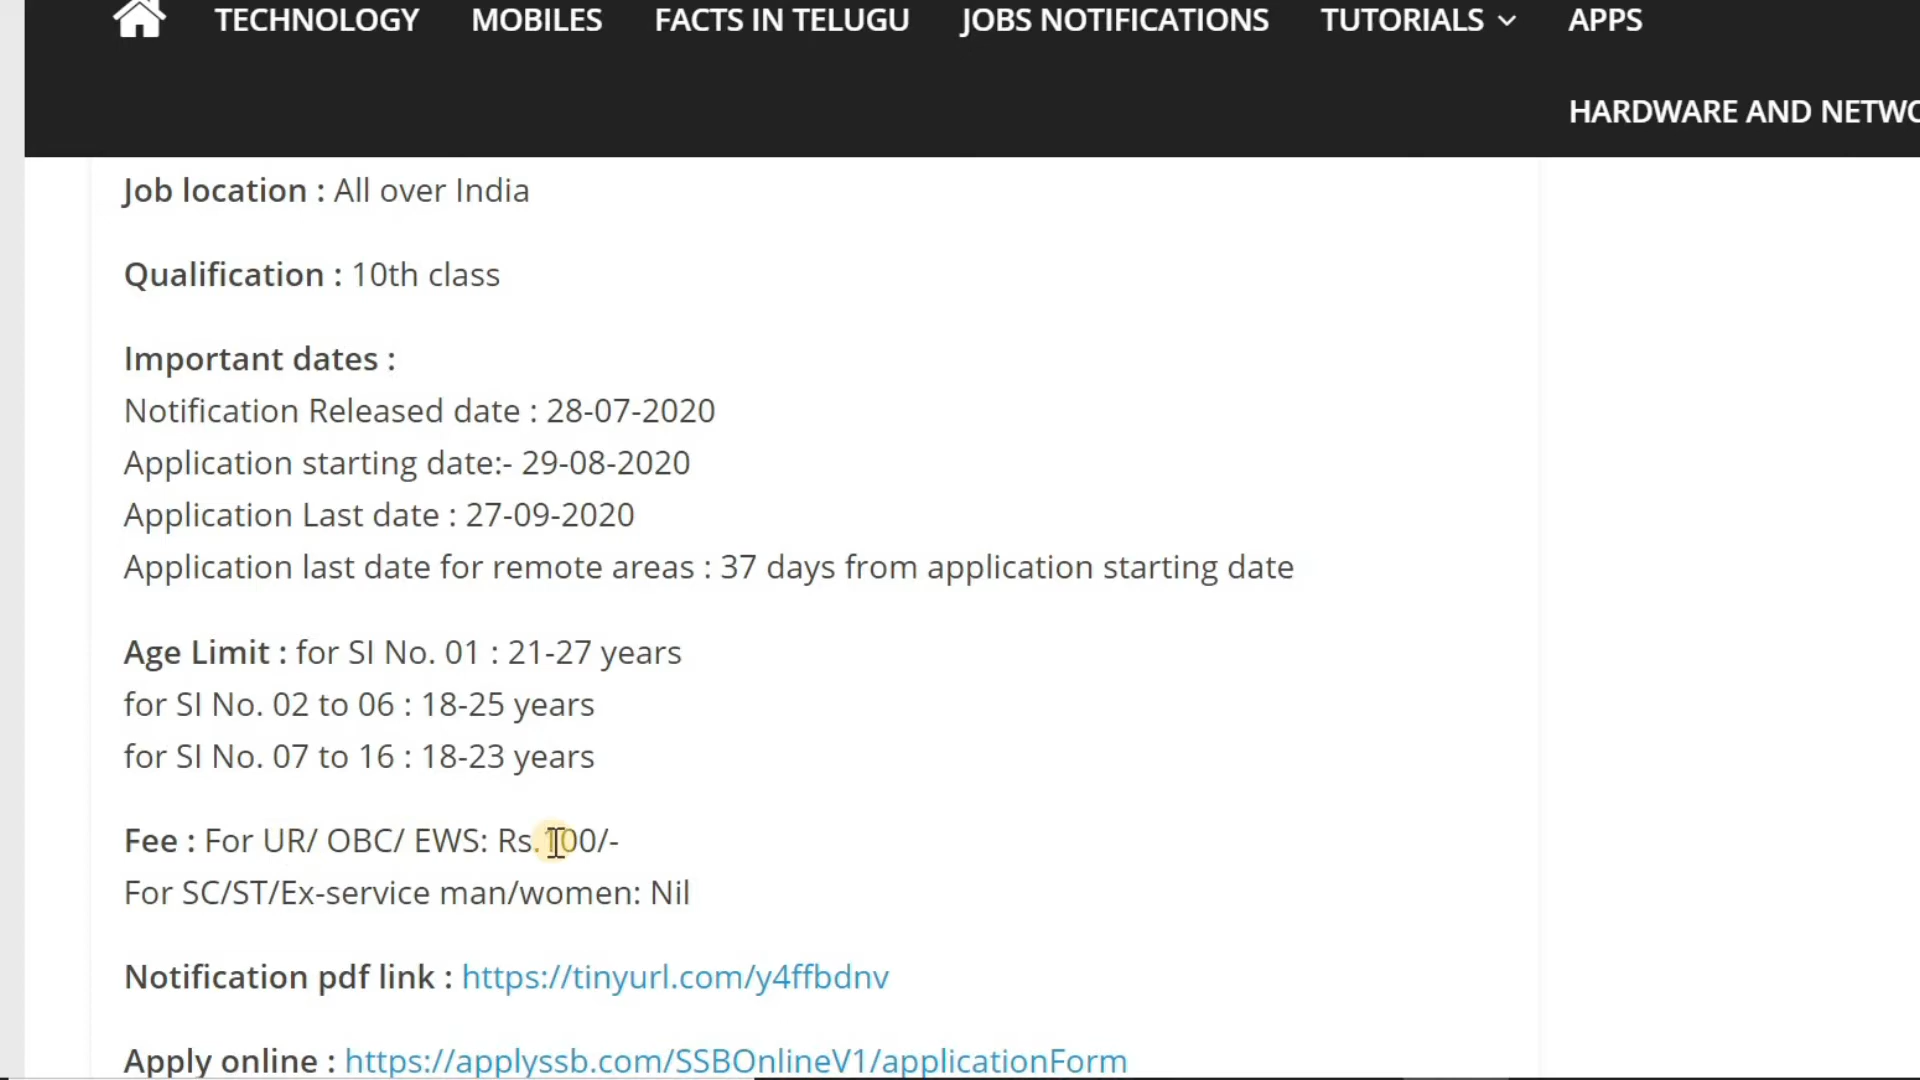 TECHNOLOGY MOBILES FACTS IN TELUGU JOBS NOTIFICATIONS TUTORIALS APPS
HARDWARE AND
Job location : All over India
Qualification : 10th class
Important dates :
Notification Released date : 28-07-2020
Application starting date:- 29-08-2020
Application Last date : 27-09-2020
Application last date for remote areas : 37 days from application starting date
Age Limit : for SI No. 01 : 21-27 years
for SI No. 02 to 06 : 18-25 years
for SI No. 07 to 16 : 18-23 years
Fee : For UR/ OBC/ EWS: Rs.100/-
For SC/ST/Ex-service man/women: Nil
Notification pdf link : https://tinyurl.com/y4ffbdnv
Apply online : https://applyssb.com/SSBOnlineV1/applicationForm